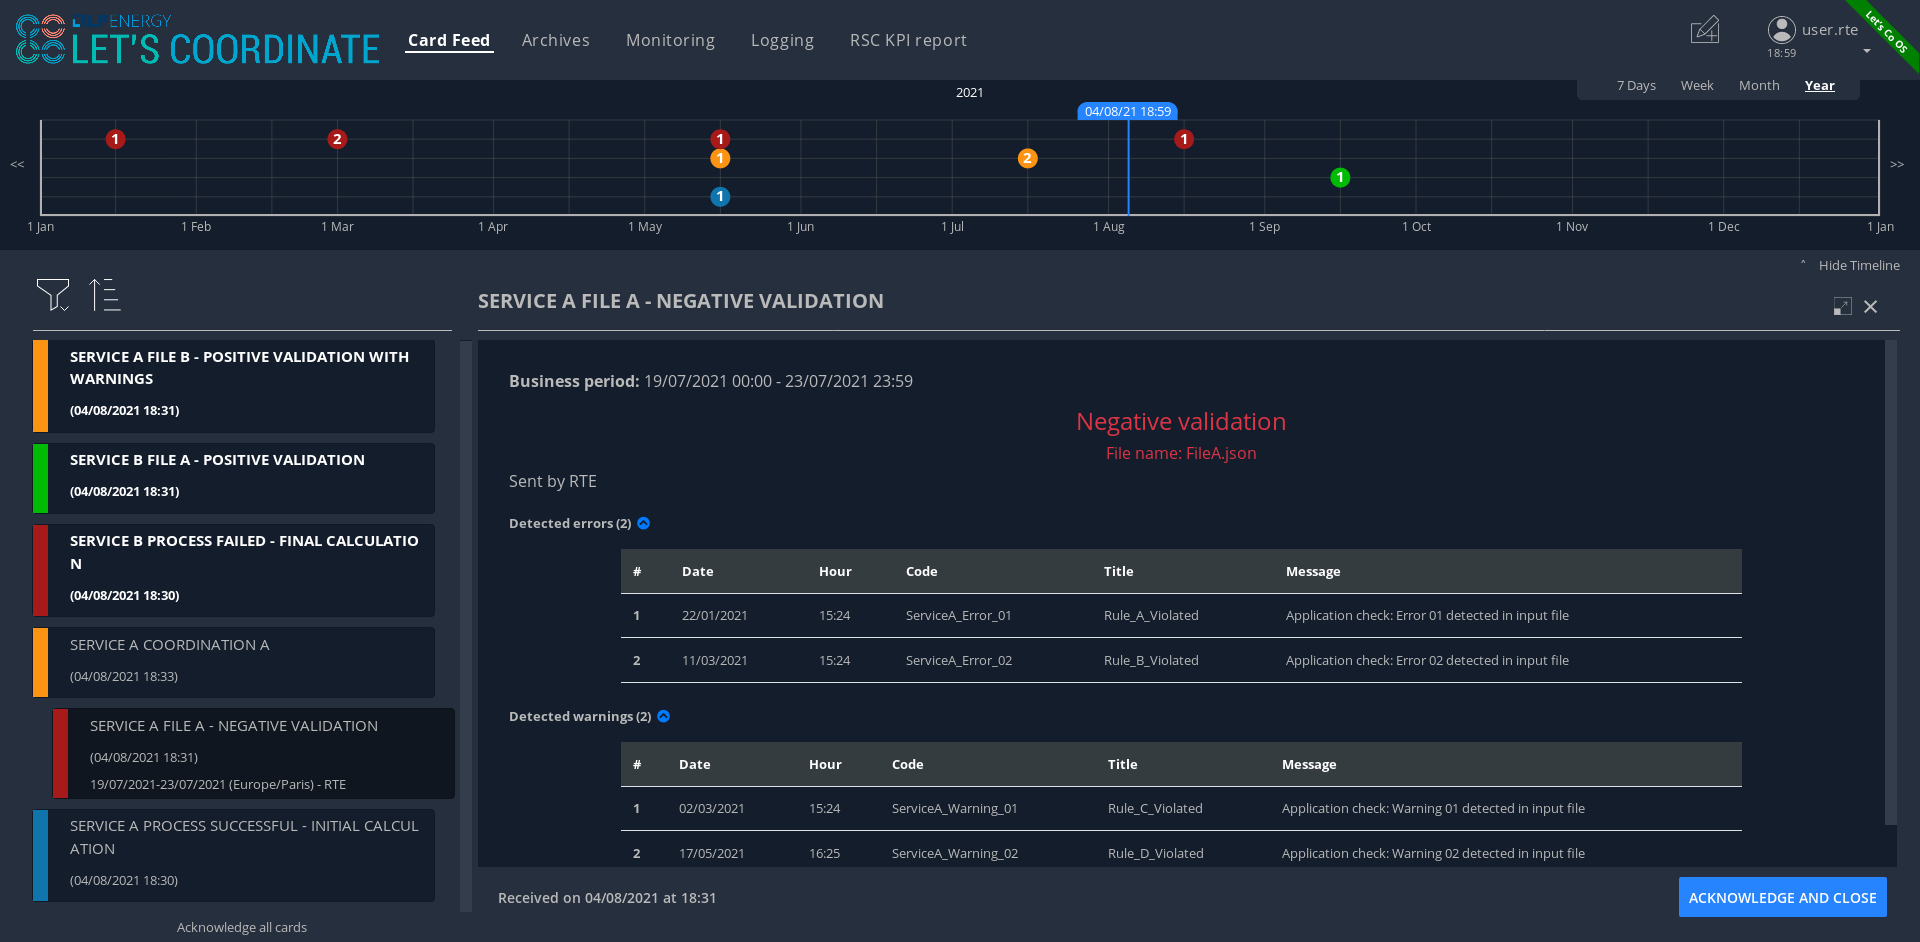 LF ENERGY
LET'S COORDINATE
Card Feed Archives Monitoring Logging RSC KPI report
user.rte
18:59
Let's Co OS
7 Days Week Month Year
2021
04/08/21 18:59
1 2 1 1
1 2
1
1
<< >>
1 Jan 1 Feb 1 Mar 1 Apr 1 May 1 Jun 1 Jul 1 Aug 1 Sep 1 Oct 1 Nov 1 Dec 1 Jan
˄ Hide Timeline
SERVICE A FILE B - POSITIVE VALIDATION WITH
WARNINGS
(04/08/2021 18:31)
SERVICE B FILE A - POSITIVE VALIDATION
(04/08/2021 18:31)
SERVICE B PROCESS FAILED - FINAL CALCULATIO
N
(04/08/2021 18:30)
SERVICE A COORDINATION A
(04/08/2021 18:33)
SERVICE A FILE A - NEGATIVE VALIDATION
(04/08/2021 18:31)
19/07/2021-23/07/2021 (Europe/Paris) - RTE
SERVICE A PROCESS SUCCESSFUL - INITIAL CALCUL
ATION
(04/08/2021 18:30)
Acknowledge all cards
SERVICE A FILE A - NEGATIVE VALIDATION
Business period: 19/07/2021 00:00 - 23/07/2021 23:59
Negative validation
File name: FileA.json
Sent by RTE
Detected errors (2)
# Date Hour Code Title Message
1 22/01/2021 15:24 ServiceA_Error_01 Rule_A_Violated Application check: Error 01 detected in input file
2 11/03/2021 15:24 ServiceA_Error_02 Rule_B_Violated Application check: Error 02 detected in input file
Detected warnings (2)
# Date Hour Code Title Message
1 02/03/2021 15:24 ServiceA_Warning_01 Rule_C_Violated Application check: Warning 01 detected in input file
2 17/05/2021 16:25 ServiceA_Warning_02 Rule_D_Violated Application check: Warning 02 detected in input file
Received on 04/08/2021 at 18:31
ACKNOWLEDGE AND CLOSE